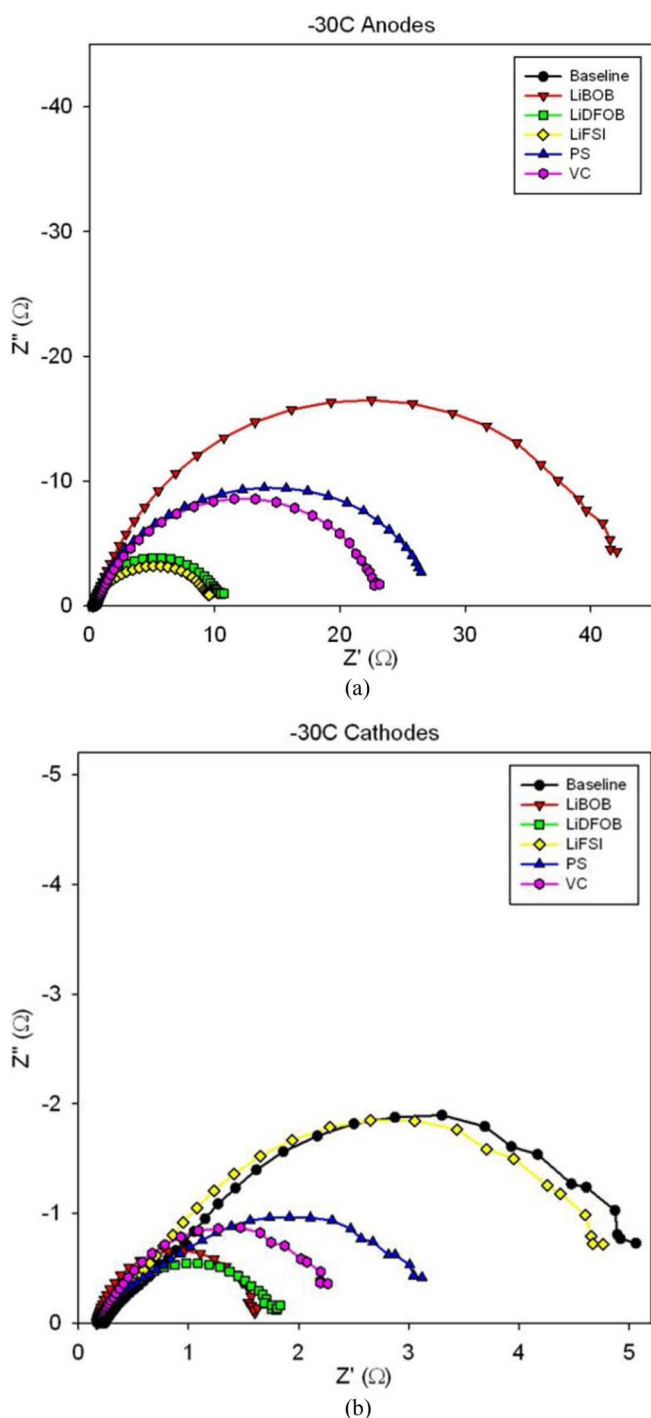 -30C Anodes
Baseline
LiBOB
LiDFOB
LiFSI
PS
VC
-40
-30
-20
-10
0
Z" (Ω)
0 10 20 30 40
Z' (Ω)
(a)
-30C Cathodes
Baseline
LiBOB
LiDFOB
LiFSI
PS
VC
-5
-4
-3
-2
-1
0
Z" (Ω)
0 1 2 3 4 5
Z' (Ω)
(b)